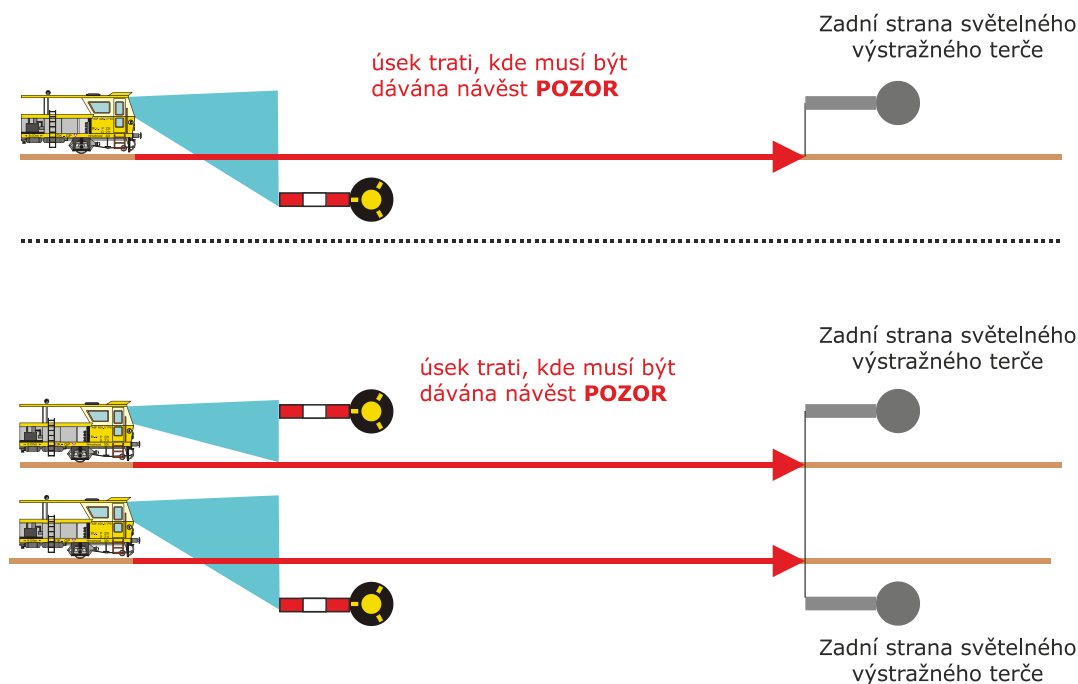 Zadní strana světelného
výstražného terče
úsek trati, kde musí být
dávána návěst POZOR
Zadní strana světelného
výstražného terče
úsek trati, kde musí být
dávána návěst POZOR
Zadní strana světelného
výstražného terče